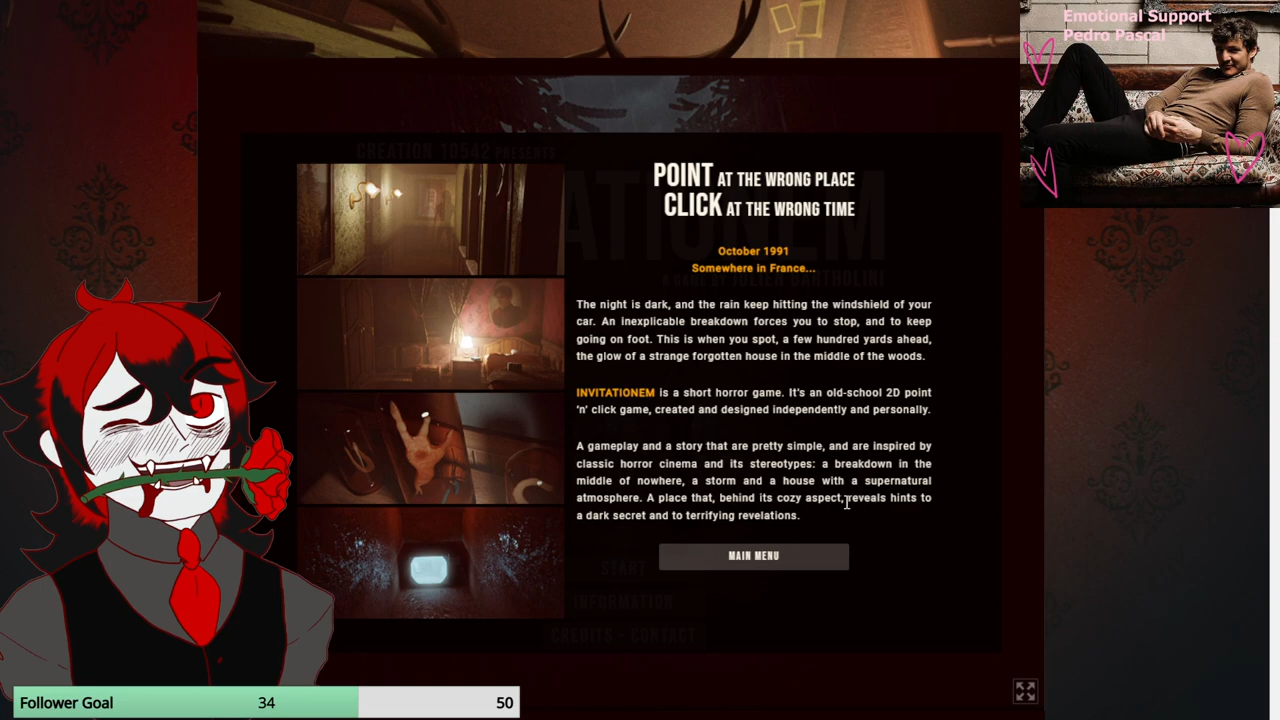 Emotional Support
Pedro Pascal
CREATION 10542 PRESENTS
POINT AT THE WRONG PLACE
CLICK AT THE WRONG TIME
October 1991
Somewhere in France...
The night is dark, and the rain keep hitting the windshield of your
car. An inexplicable breakdown forces you to stop, and to keep
going on foot. This is when you spot, a few hundred yards ahead,
the glow of a strange forgotten house in the middle of the woods.
INVITATIONEM is a short horror game. It's an old-school 2D point
'n' click game, created and designed independently and personally.
A gameplay and a story that are pretty simple, and are inspired by
classic horror cinema and its stereotypes: a breakdown in the
middle of nowhere, a storm and a house with a supernatural
atmosphere. A place that, behind its cozy aspect, reveals hints to
a dark secret and to terrifying revelations.
MAIN MENU
START
INFORMATION
CREDITS - CONTACT
Follower Goal 34 50